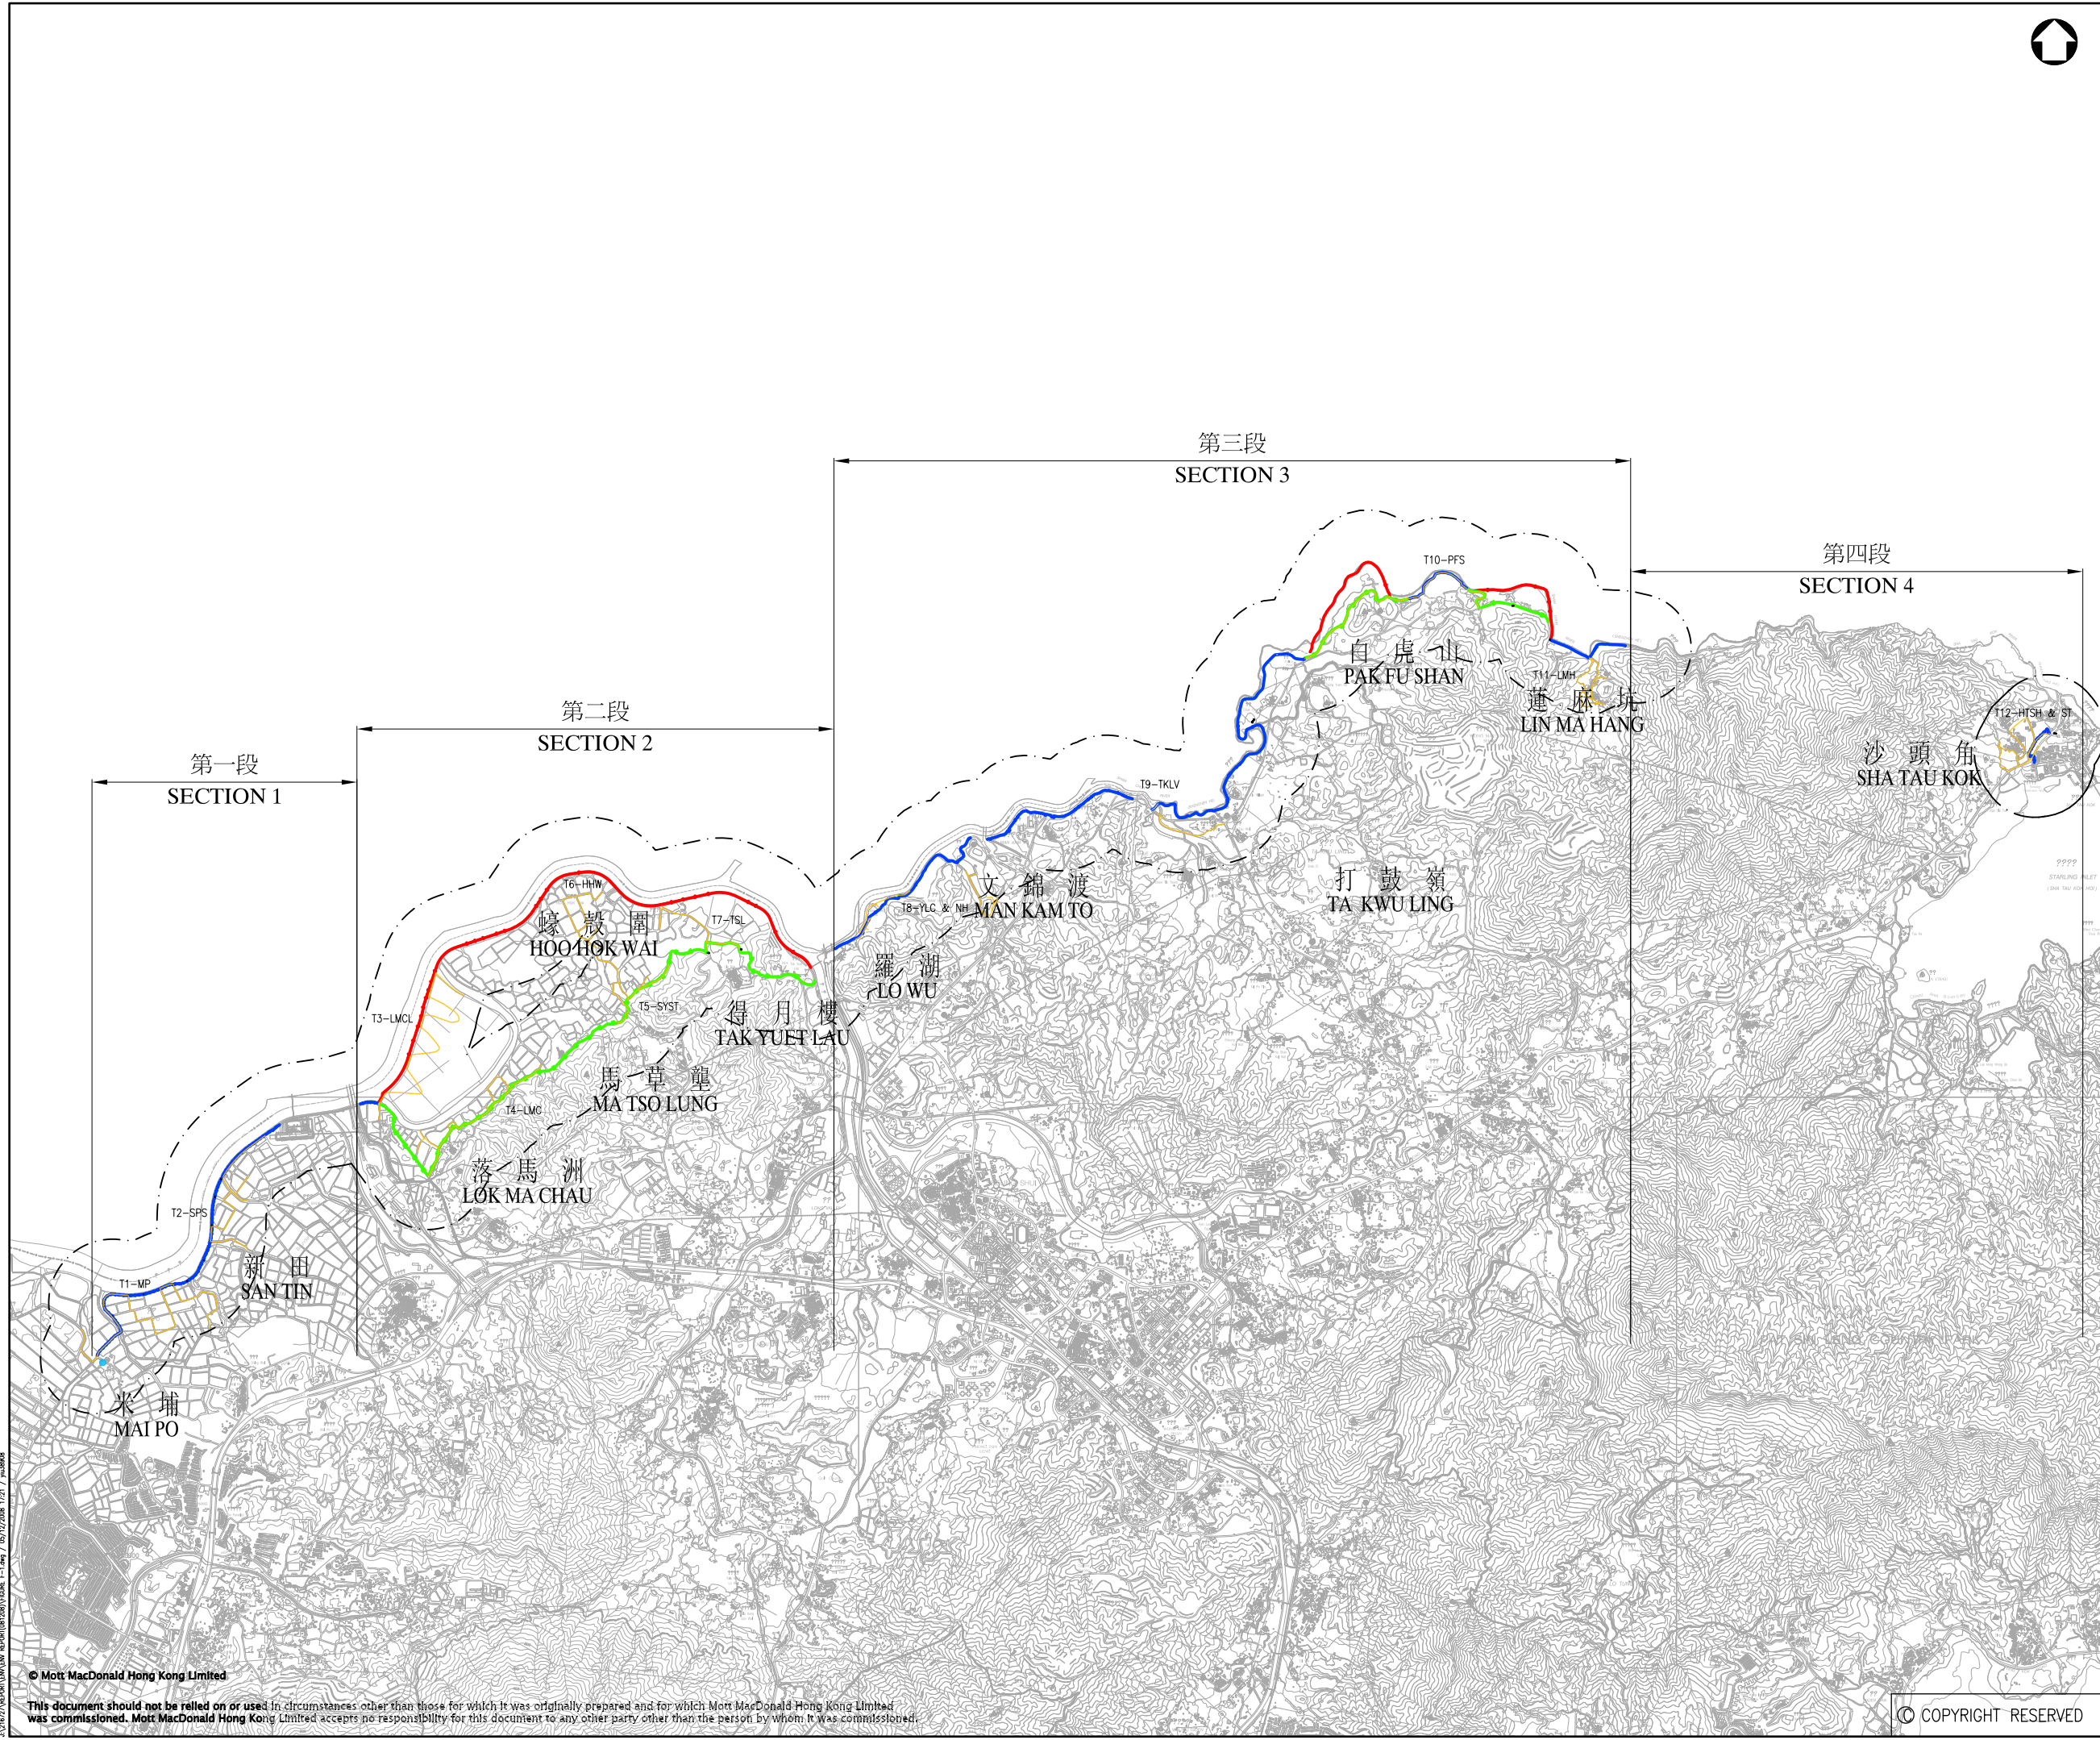 第三段
SECTION 3
第四段
SECTION 4
T10-PFS
白虎山
PAK FU SHAN
T11-LMH
蓮麻坑
LIN MA HANG
第二段
SECTION 2
T12-HTSH & ST
沙頭角
SHA TAU KOK
第一段
SECTION 1
T9-TKLV
T6-HHW
蠔殼圍
HOO HOK WAI
T7-TSL
T8-YLC & NH
文錦渡
MAN KAM TO
打鼓嶺
TA KWU LING
????
STARLING INLET
羅湖
LO WU
T3-LMCL
T5-SYST
得月樓
TAK YUET LAU
馬草壟
MA TSO LUNG
T4-LMC
落馬洲
LOK MA CHAU
T2-SPS
新田
SAN TIN
T1-MP
米埔
MAI PO
© Mott MacDonald Hong Kong Limited
This document should not be relied on or used in circumstances other than those for which it was originally prepared and for which Mott MacDonald Hong Kong Limited
was commissioned. Mott MacDonald Hong Kong Limited accepts no responsibility for this document to any other party other than the person by whom it was commissioned.
© COPYRIGHT RESERVED